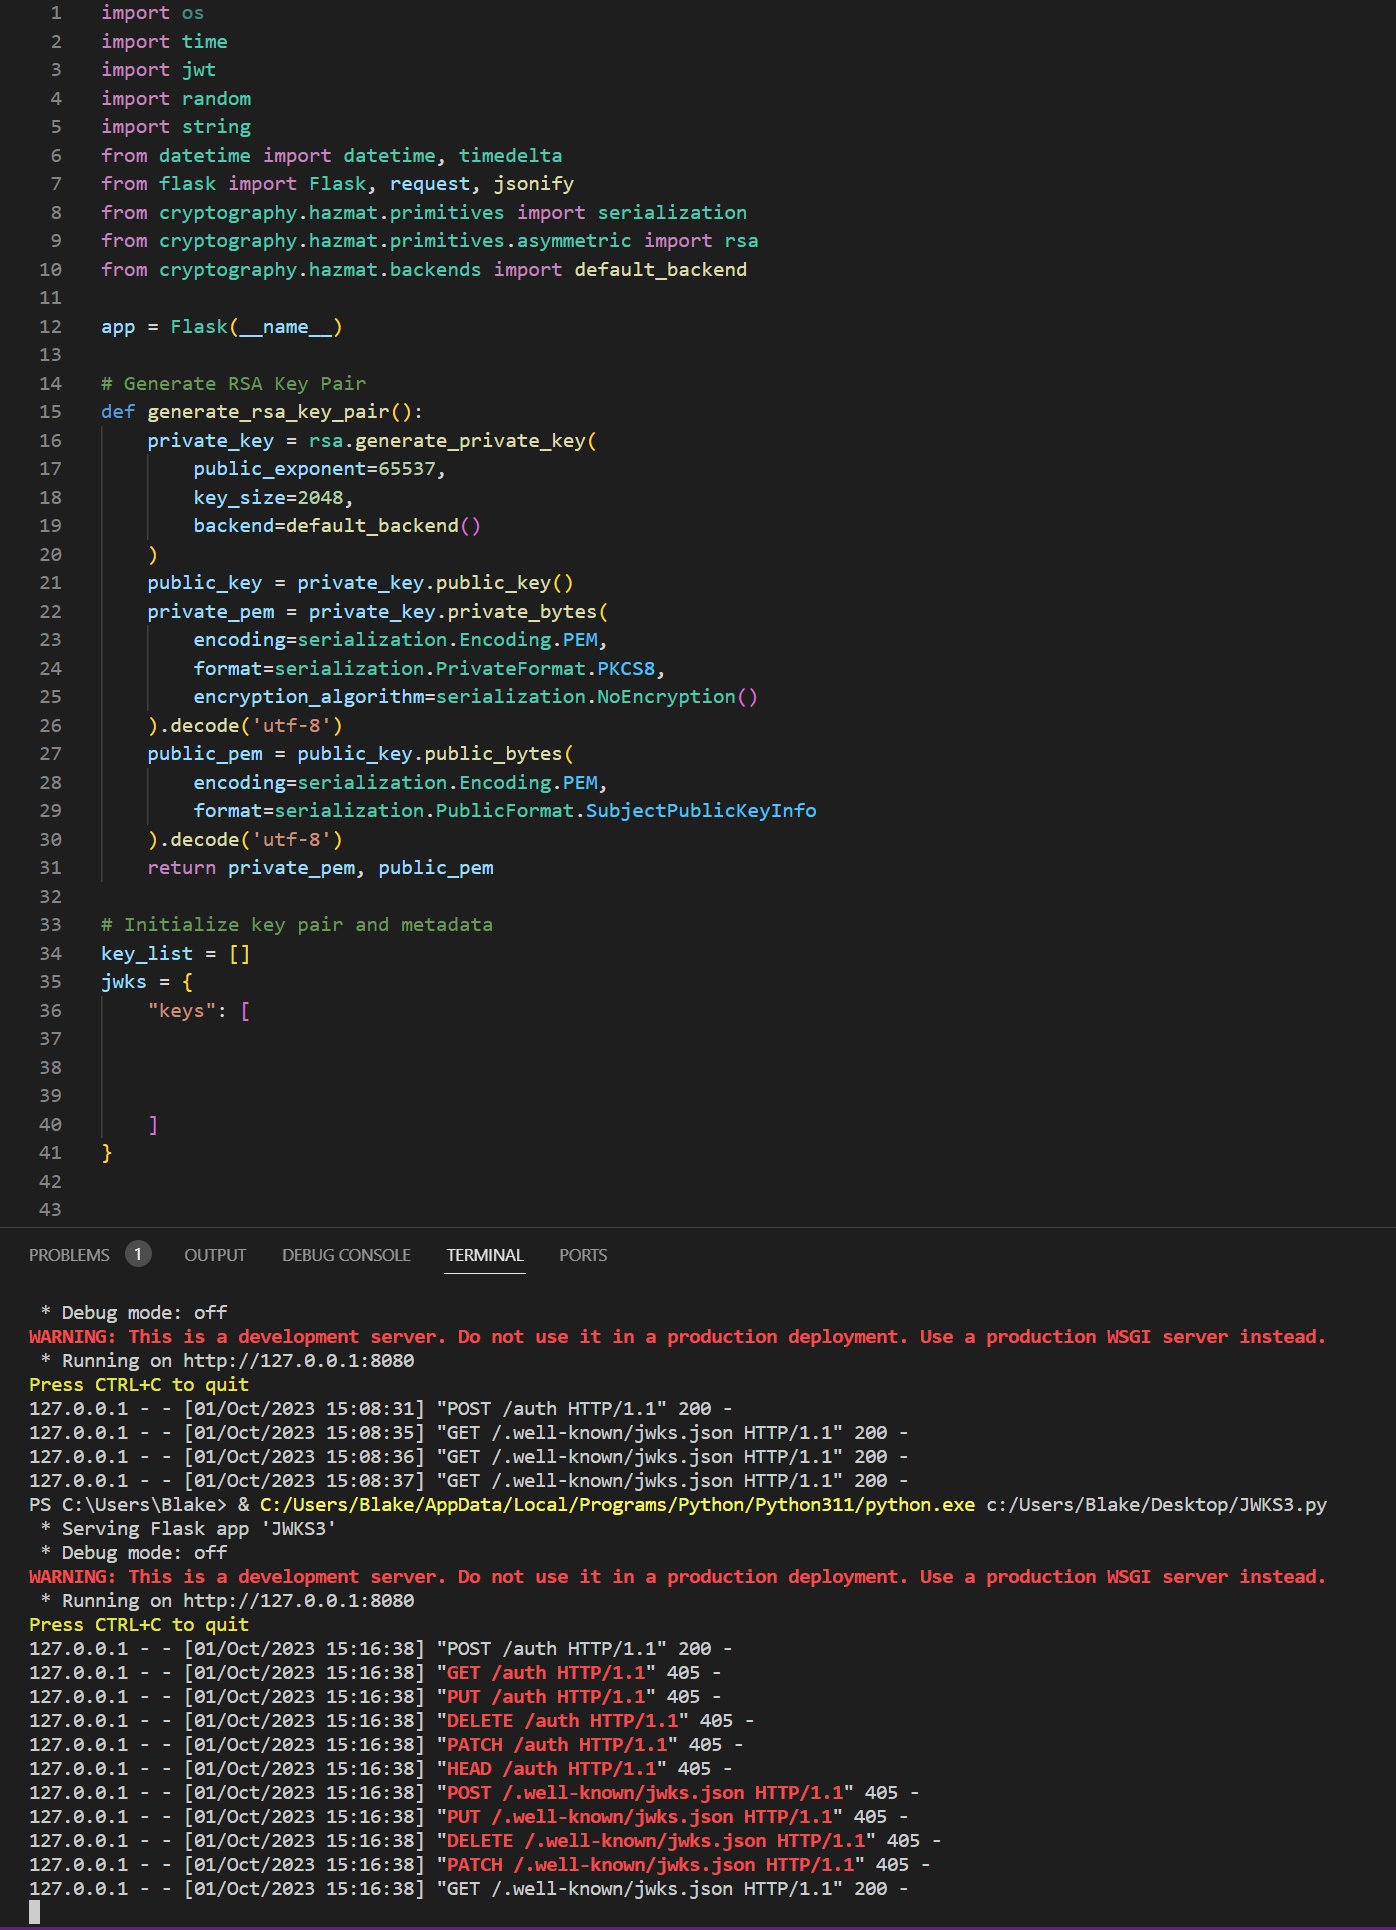 1 import os
2 import time
3 import jwt
4 import random
5 import string
6 from datetime import datetime, timedelta
7 from flask import Flask, request, jsonify
8 from cryptography.hazmat.primitives import serialization
9 from cryptography.hazmat.primitives.asymmetric import rsa
10 from cryptography.hazmat.backends import default_backend
11
12 app = Flask(__name__)
13
14 # Generate RSA Key Pair
15 def generate_rsa_key_pair():
16     private_key = rsa.generate_private_key(
17         public_exponent=65537,
18         key_size=2048,
19         backend=default_backend()
20     )
21     public_key = private_key.public_key()
22     private_pem = private_key.private_bytes(
23         encoding=serialization.Encoding.PEM,
24         format=serialization.PrivateFormat.PKCS8,
25         encryption_algorithm=serialization.NoEncryption()
26     ).decode('utf-8')
27     public_pem = public_key.public_bytes(
28         encoding=serialization.Encoding.PEM,
29         format=serialization.PublicFormat.SubjectPublicKeyInfo
30     ).decode('utf-8')
31     return private_pem, public_pem
32
33 # Initialize key pair and metadata
34 key_list = []
35 jwks = {
36     "keys": [
37
38
39
40     ]
41 }
42
43
PROBLEMS 1 OUTPUT DEBUG CONSOLE TERMINAL PORTS
 * Debug mode: off
WARNING: This is a development server. Do not use it in a production deployment. Use a production WSGI server instead.
 * Running on http://127.0.0.1:8080
Press CTRL+C to quit
127.0.0.1 - - [01/Oct/2023 15:08:31] "POST /auth HTTP/1.1" 200 -
127.0.0.1 - - [01/Oct/2023 15:08:35] "GET /.well-known/jwks.json HTTP/1.1" 200 -
127.0.0.1 - - [01/Oct/2023 15:08:36] "GET /.well-known/jwks.json HTTP/1.1" 200 -
127.0.0.1 - - [01/Oct/2023 15:08:37] "GET /.well-known/jwks.json HTTP/1.1" 200 -
PS C:\Users\Blake> & C:/Users/Blake/AppData/Local/Programs/Python/Python311/python.exe c:/Users/Blake/Desktop/JWKS3.py
 * Serving Flask app 'JWKS3'
 * Debug mode: off
WARNING: This is a development server. Do not use it in a production deployment. Use a production WSGI server instead.
 * Running on http://127.0.0.1:8080
Press CTRL+C to quit
127.0.0.1 - - [01/Oct/2023 15:16:38] "POST /auth HTTP/1.1" 200 -
127.0.0.1 - - [01/Oct/2023 15:16:38] "GET /auth HTTP/1.1" 405 -
127.0.0.1 - - [01/Oct/2023 15:16:38] "PUT /auth HTTP/1.1" 405 -
127.0.0.1 - - [01/Oct/2023 15:16:38] "DELETE /auth HTTP/1.1" 405 -
127.0.0.1 - - [01/Oct/2023 15:16:38] "PATCH /auth HTTP/1.1" 405 -
127.0.0.1 - - [01/Oct/2023 15:16:38] "HEAD /auth HTTP/1.1" 405 -
127.0.0.1 - - [01/Oct/2023 15:16:38] "POST /.well-known/jwks.json HTTP/1.1" 405 -
127.0.0.1 - - [01/Oct/2023 15:16:38] "PUT /.well-known/jwks.json HTTP/1.1" 405 -
127.0.0.1 - - [01/Oct/2023 15:16:38] "DELETE /.well-known/jwks.json HTTP/1.1" 405 -
127.0.0.1 - - [01/Oct/2023 15:16:38] "PATCH /.well-known/jwks.json HTTP/1.1" 405 -
127.0.0.1 - - [01/Oct/2023 15:16:38] "GET /.well-known/jwks.json HTTP/1.1" 200 -